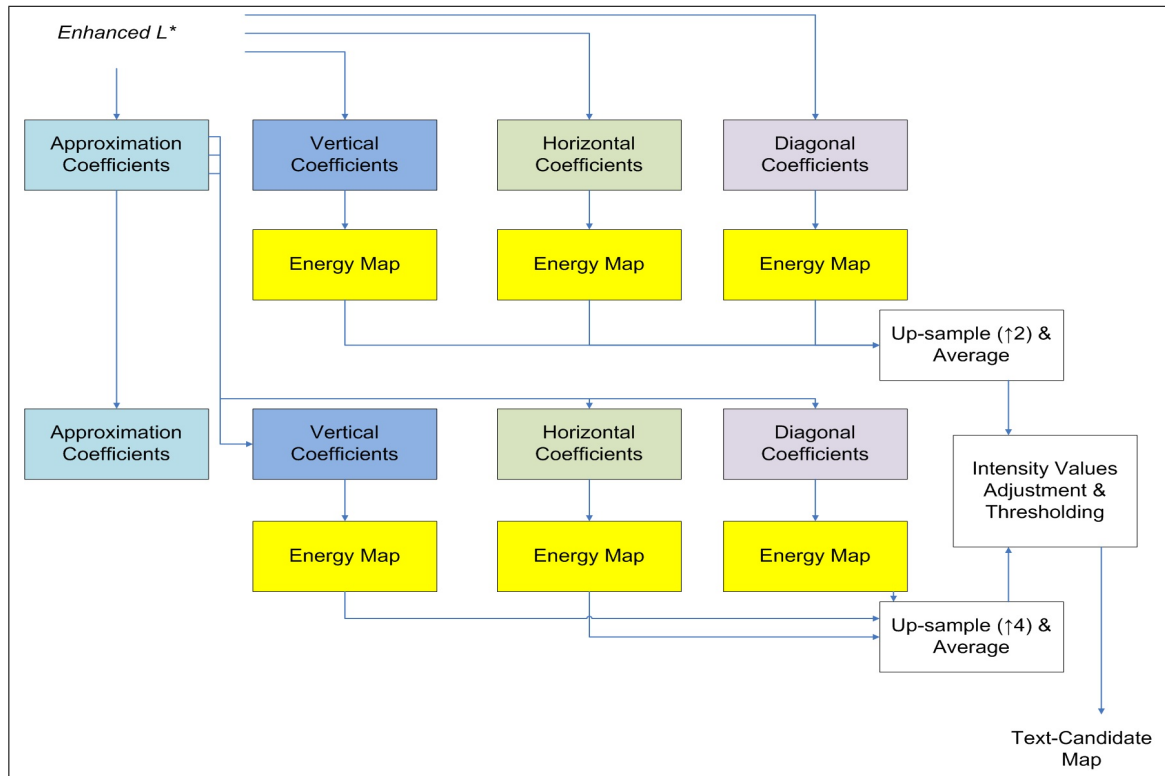 Enhanced L*
Approximation
Coefficients
Vertical
Coefficients
Horizontal
Coefficients
Diagonal
Coefficients
Energy Map
Energy Map
Energy Map
Up-sample (↑2) &
Average
Approximation
Coefficients
Vertical
Coefficients
Horizontal
Coefficients
Diagonal
Coefficients
Intensity Values
Adjustment &
Thresholding
Energy Map
Energy Map
Energy Map
Up-sample (↑4) &
Average
Text-Candidate
Map